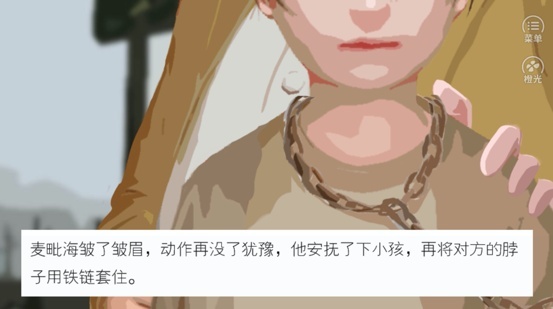 菜单
橙光
麦毗海皱了皱眉，动作再没了犹豫，他安抚了下小孩，再将对方的脖
子用铁链套住。